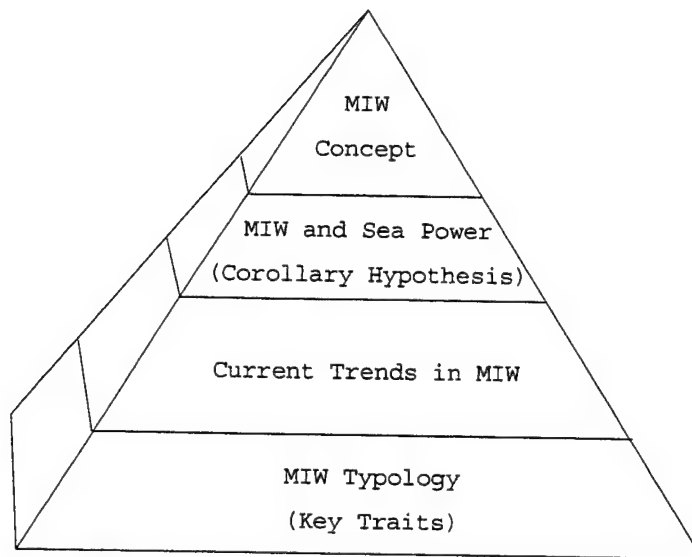 MIW
Concept
MIW and Sea Power
(Corollary Hypothesis)
Current Trends in MIW
MIW Typology
(Key Traits)